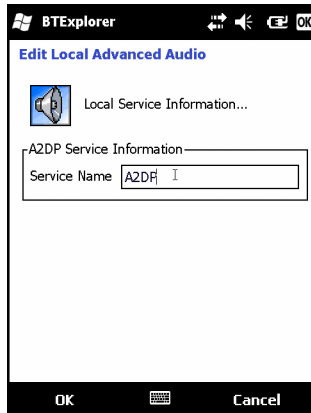 BTExplorer OK
Edit Local Advanced Audio
Local Service Information...
A2DP Service Information
Service Name A2DP
OK Cancel